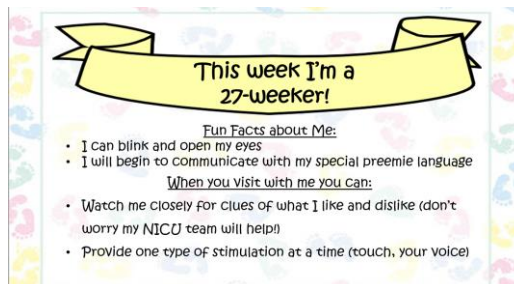 This week I'm a
27-weeker!
Fun Facts about Me:
• I can blink and open my eyes
• I will begin to communicate with my special preemie language
When you visit with me you can:
• Watch me closely for clues of what I like and dislike (don't
worry my NICU team will help!)
• Provide one type of stimulation at a time (touch, your voice)